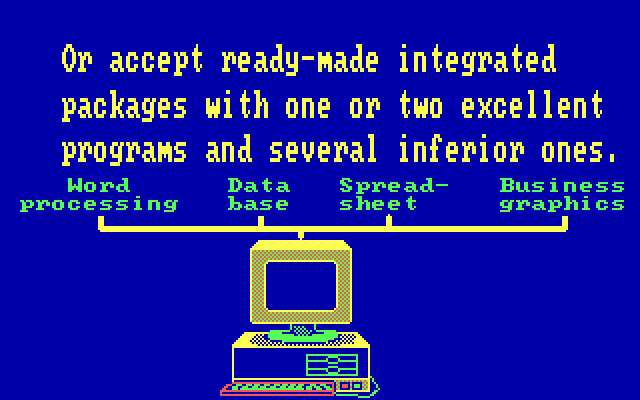 Or accept ready-made integrated
packages with one or two excellent
programs and several inferior ones.
Word processing
Data base
Spread-sheet
Business graphics